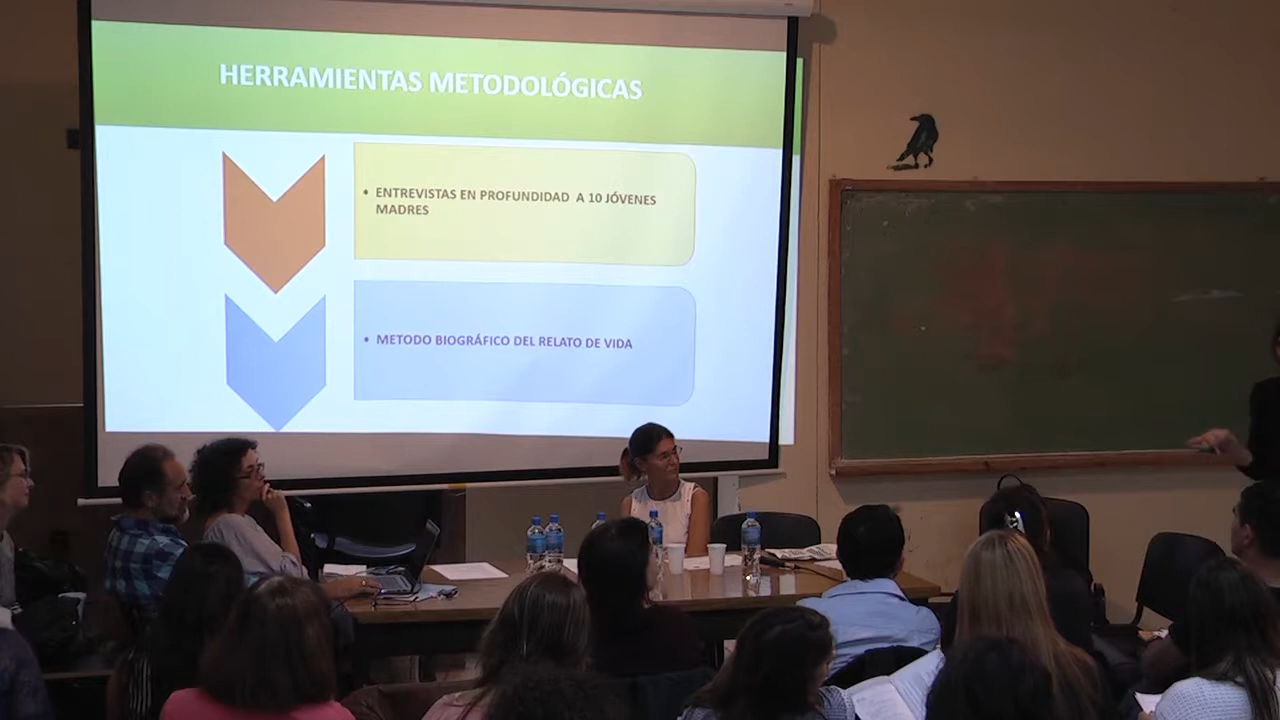 HERRAMIENTAS METODOLÓGICAS
• ENTREVISTAS EN PROFUNDIDAD A 10 JÓVENES
MADRES
• METODO BIOGRÁFICO DEL RELATO DE VIDA